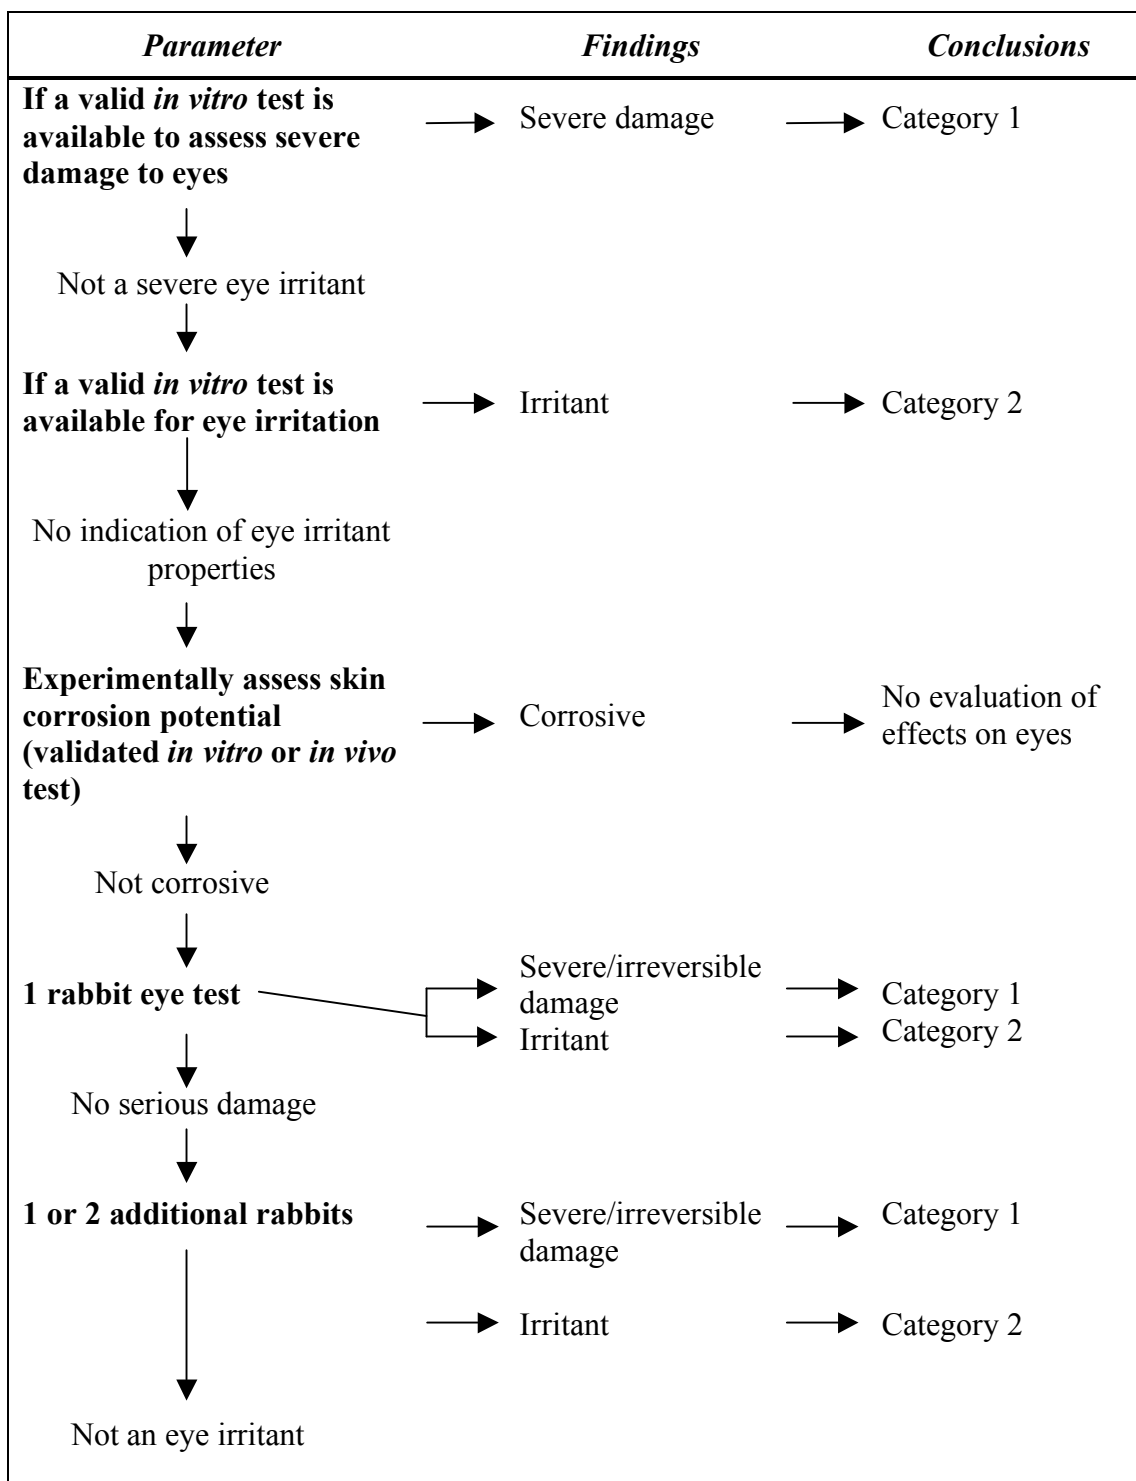 Parameter Findings Conclusions
If a valid in vitro test is
available to assess severe
damage to eyes
Severe damage
Category 1
Not a severe eye irritant
If a valid in vitro test is
available for eye irritation
Irritant
Category 2
No indication of eye irritant
properties
Experimentally assess skin
corrosion potential
(validated in vitro or in vivo
test)
Corrosive
No evaluation of
effects on eyes
Not corrosive
1 rabbit eye test
Severe/irreversible
damage
Category 1
Irritant
Category 2
No serious damage
1 or 2 additional rabbits
Severe/irreversible
damage
Category 1
Irritant
Category 2
Not an eye irritant